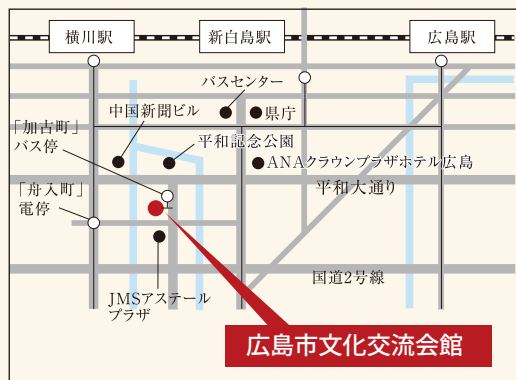 横川駅
新白島駅
広島駅
バスセンター
中国新聞ビル
県庁
「加古町」
バス停
平和記念公園
ANAクラウンプラザホテル広島
平和大通り
「舟入町」
電停
国道2号線
JMSアステール
プラザ
広島市文化交流会館